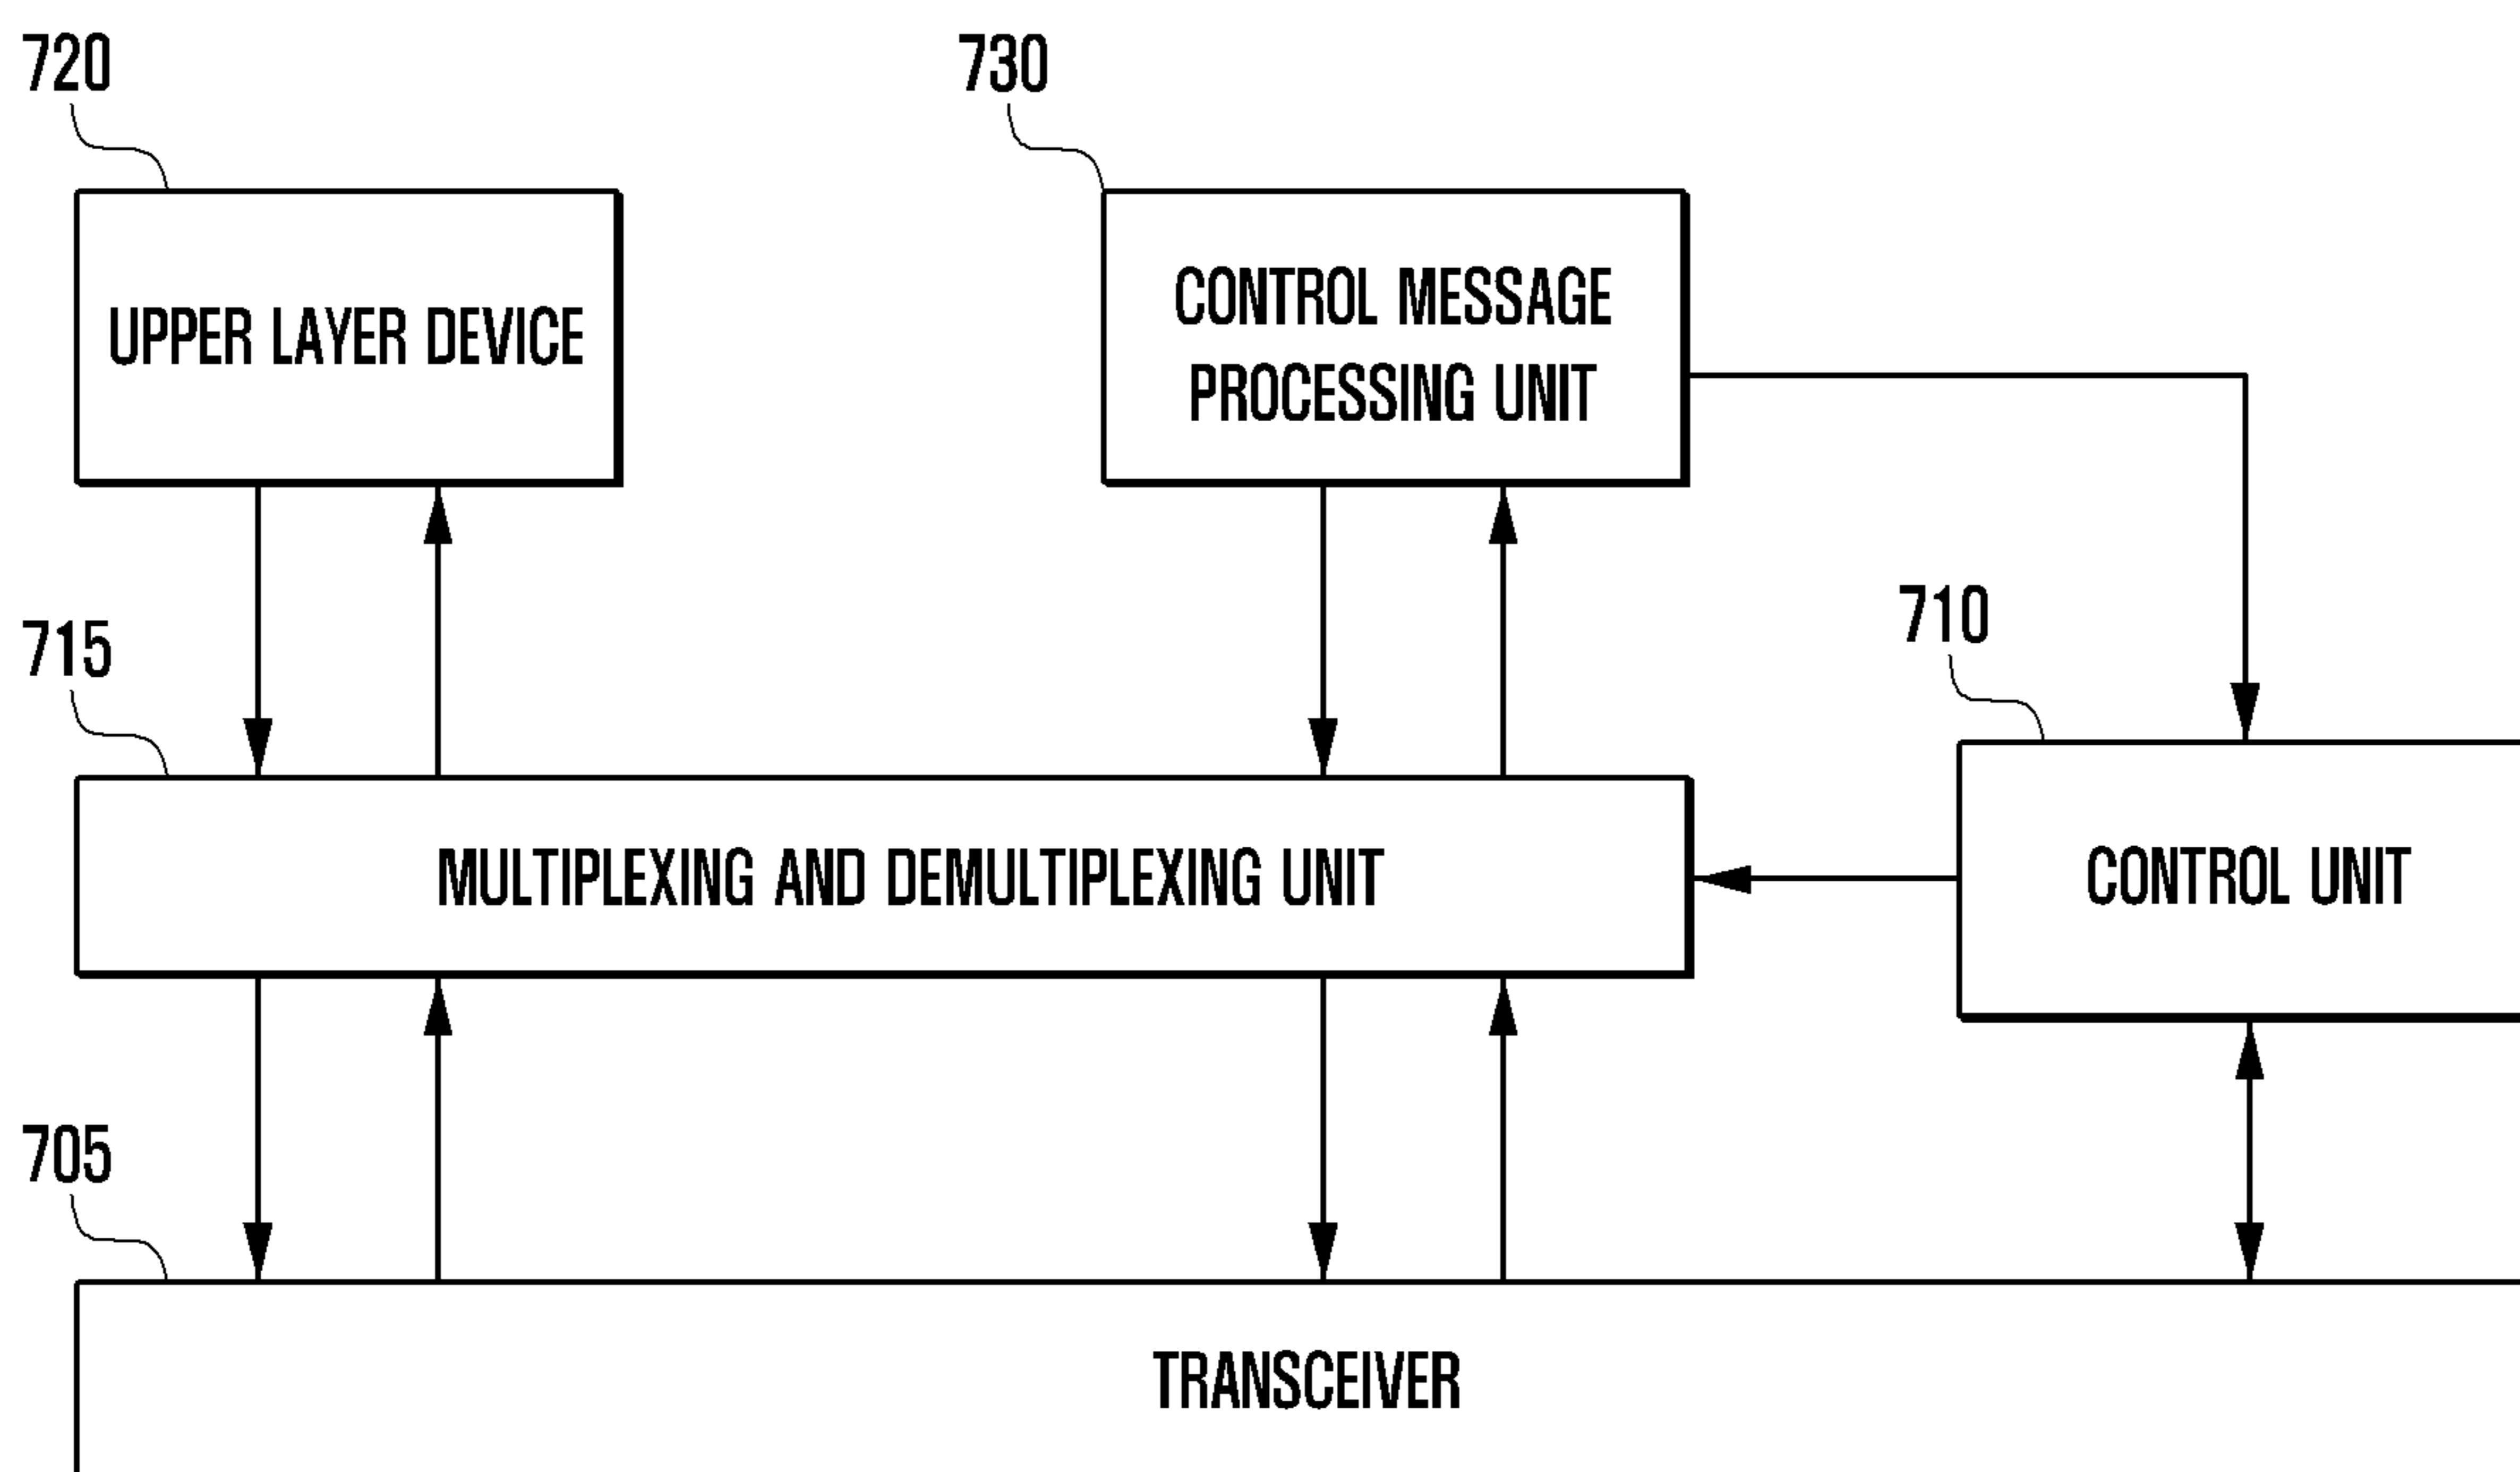 720
730
UPPER LAYER DEVICE
CONTROL MESSAGE
PROCESSING UNIT
710
715
MULTIPLEXING AND DEMULTIPLEXING UNIT
CONTROL UNIT
705
TRANSCEIVER